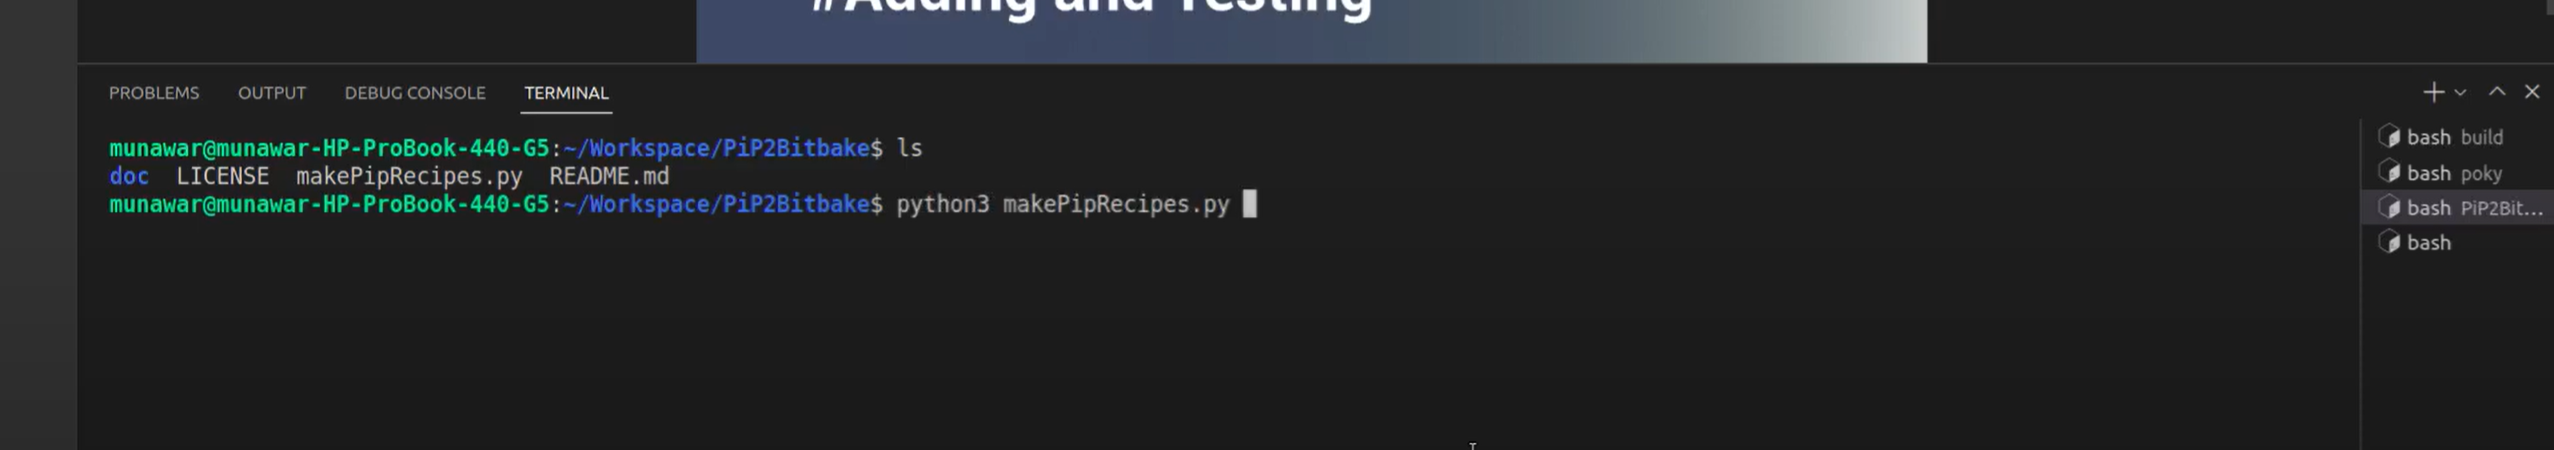 #Adding and Testing
PROBLEMS OUTPUT DEBUG CONSOLE TERMINAL
munawar@munawar-HP-ProBook-440-G5:~/Workspace/PiP2Bitbake$ ls
doc LICENSE makePipRecipes.py README.md
munawar@munawar-HP-ProBook-440-G5:~/Workspace/PiP2Bitbake$ python3 makePipRecipes.py
bash build
bash poky
bash PiP2Bit...
bash